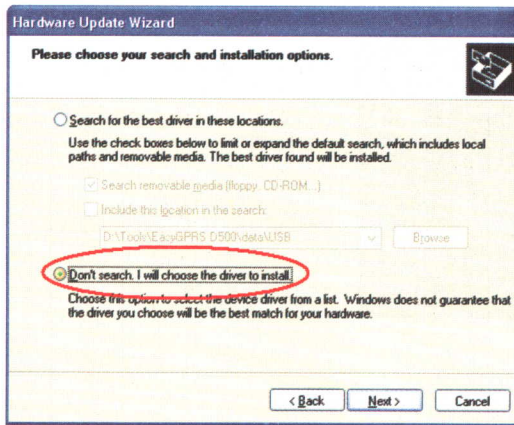 Hardware Update Wizard
Please choose your search and installation options.
Search for the best driver in these locations.
Use the check boxes below to limit or expand the default search, which includes local
paths and removable media. The best driver found will be installed.
Search removable media (floppy, CD-ROM...)
Include this location in the search:
D:\Tools\EasyGPRS D500\data\USB
Browse
Don't search. I will choose the driver to install.
Choose this option to select the device driver from a list. Windows does not guarantee that
the driver you choose will be the best match for your hardware.
< Back Next > Cancel